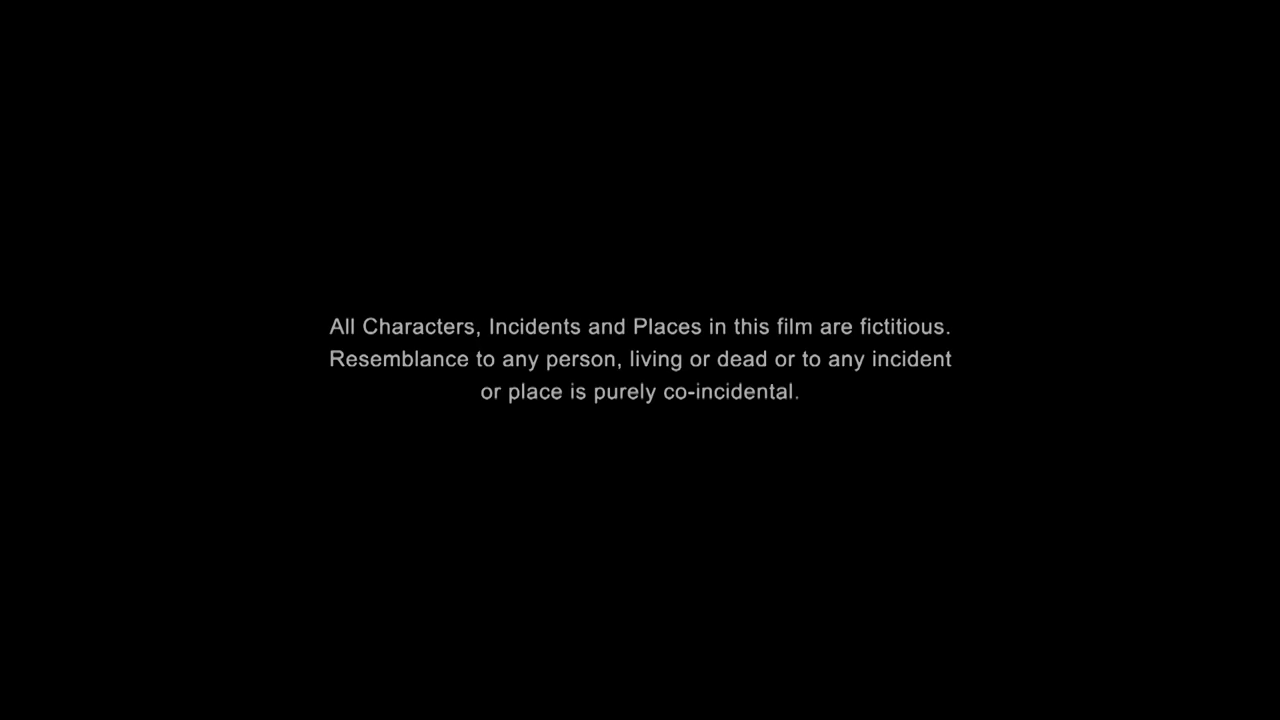 All Characters, Incidents and Places in this film are fictitious.
Resemblance to any person, living or dead or to any incident
or place is purely co-incidental.